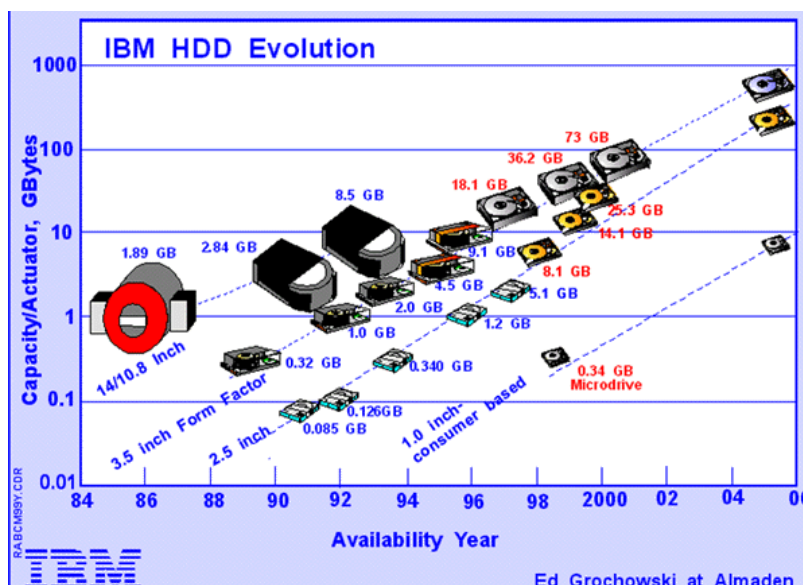 IBM HDD Evolution
Capacity/Actuator, GBytes
1000
100
10
1
0.1
0.01
1.89 GB
2.84 GB
8.5 GB
18.1 GB
36.2 GB
73 GB
25.3 GB
14.1 GB
9.1 GB
8.1 GB
4.5 GB
5.1 GB
2.0 GB
1.0 GB
1.2 GB
0.32 GB
0.340 GB
0.34 GB
Microdrive
0.126GB
0.085 GB
14/10.8 Inch
3.5 inch Form Factor
2.5 inch
1.0 inch-
consumer based
84 86 88 90 92 94 96 98 2000 02 04 06
Availability Year
RABCM99Y.CDR
IBM
Ed Grochowski at Almaden